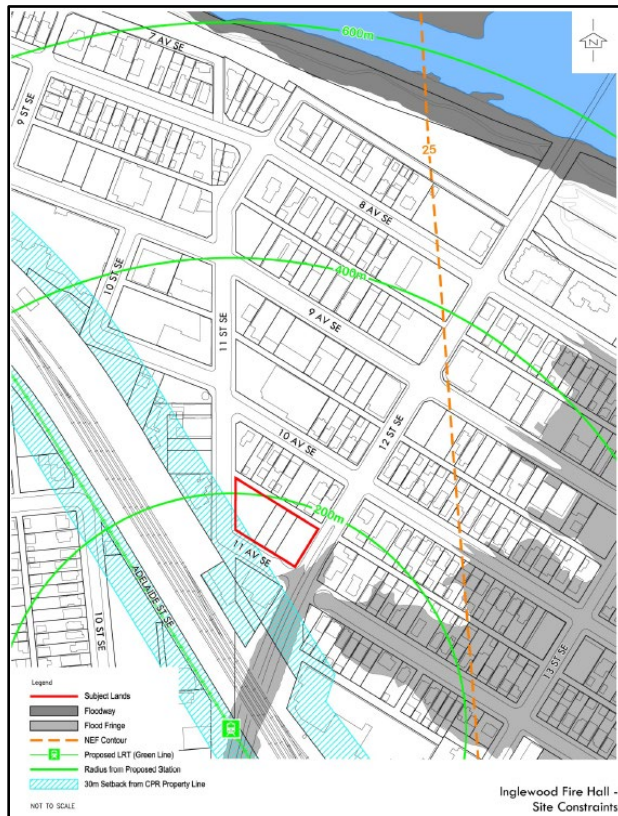 600m
N
7 AV SE
9 ST SE
25
8 AV SE
400m
10 ST SE
11 ST SE
9 AV SE
12 ST SE
10 AV SE
200m
11 AV SE
ADELAIDE ST SE
10 ST SE
13 ST SE
Legend
Subject Lands
Floodway
Flood Fringe
NEF Contour
Proposed LRT (Green Line)
Radius from Proposed Station
30m Setback from CPR Property Line
NOT TO SCALE
Inglewood Fire Hall -
Site Constraints